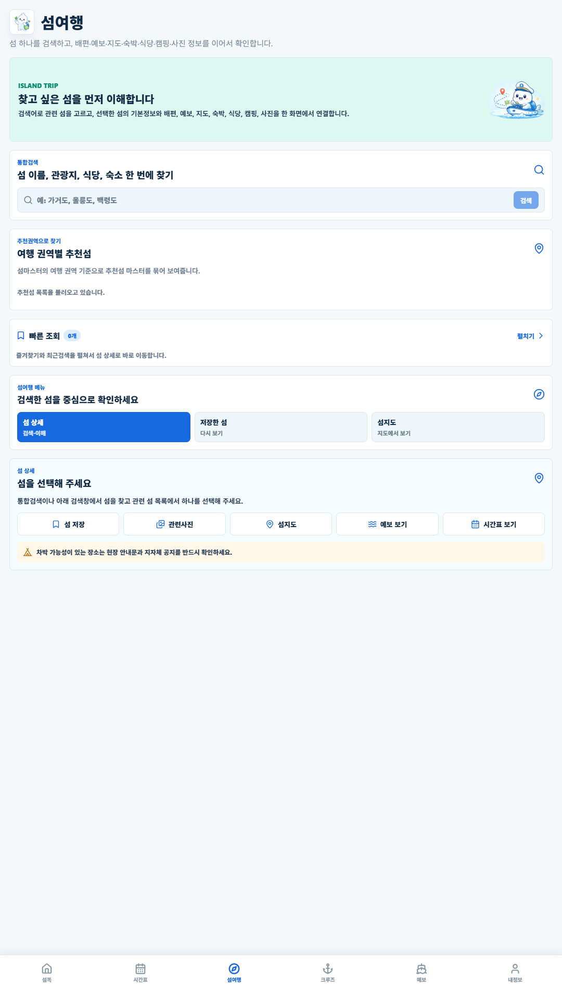 섬여행
섬 하나를 검색하고, 배편·예보·지도·숙박·식당·캠핑·사진 정보를 이어서 확인합니다.
ISLAND TRIP
찾고 싶은 섬을 먼저 이해합니다
검색어로 관련 섬을 고르고, 선택한 섬의 기본정보와 배편, 예보, 지도, 숙박, 식당, 캠핑, 사진을 한 화면에서 연결합니다.
통합검색
섬 이름, 관광지, 식당, 숙소 한 번에 찾기
예: 가거도, 울릉도, 백령도
검색
추천권역으로 찾기
여행 권역별 추천섬
섬마스터의 여행 권역 기준으로 추천섬 마스터를 묶어 보여줍니다.
추천섬 목록을 불러오고 있습니다.
빠른 조회 0개
펼치기
즐겨찾기와 최근검색을 펼쳐서 섬 상세로 바로 이동합니다.
섬여행 메뉴
검색한 섬을 중심으로 확인하세요
섬 상세
검색·이해
저장한 섬
다시 보기
섬지도
지도에서 보기
섬 상세
섬을 선택해 주세요
통합검색이나 아래 검색창에서 섬을 찾고 관련 섬 목록에서 하나를 선택해 주세요.
섬 저장
관련사진
섬지도
예보 보기
시간표 보기
차박 가능성이 있는 장소는 현장 안내문과 지자체 공지를 반드시 확인하세요.
섬똑
시간표
섬여행
크루즈
예보
내정보